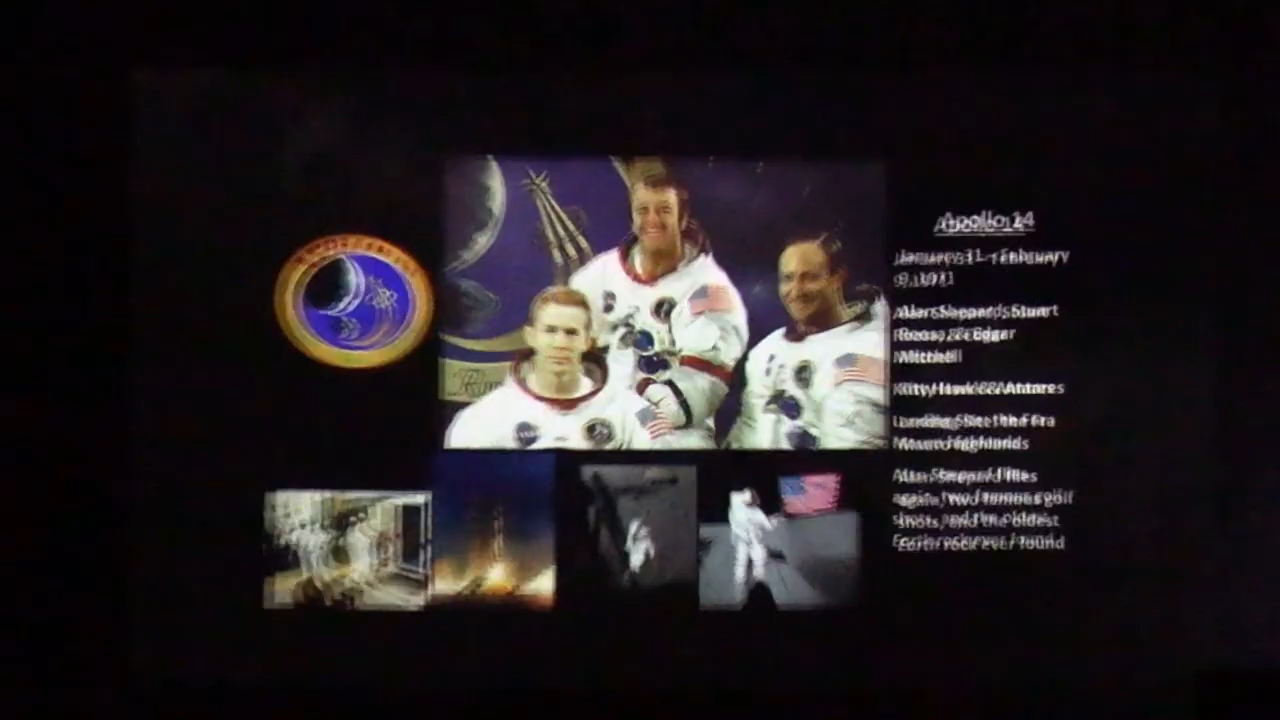 Apollo 14
January 31 - February
9, 1971
Alan Shepard, Stuart
Roosa, & Edgar
Mitchell
Kitty Hawk & Antares
Landing Site: the Fra
Mauro highlands
Alan Shepard flies
again, two famous golf
shots, and the oldest
Earth rock ever found